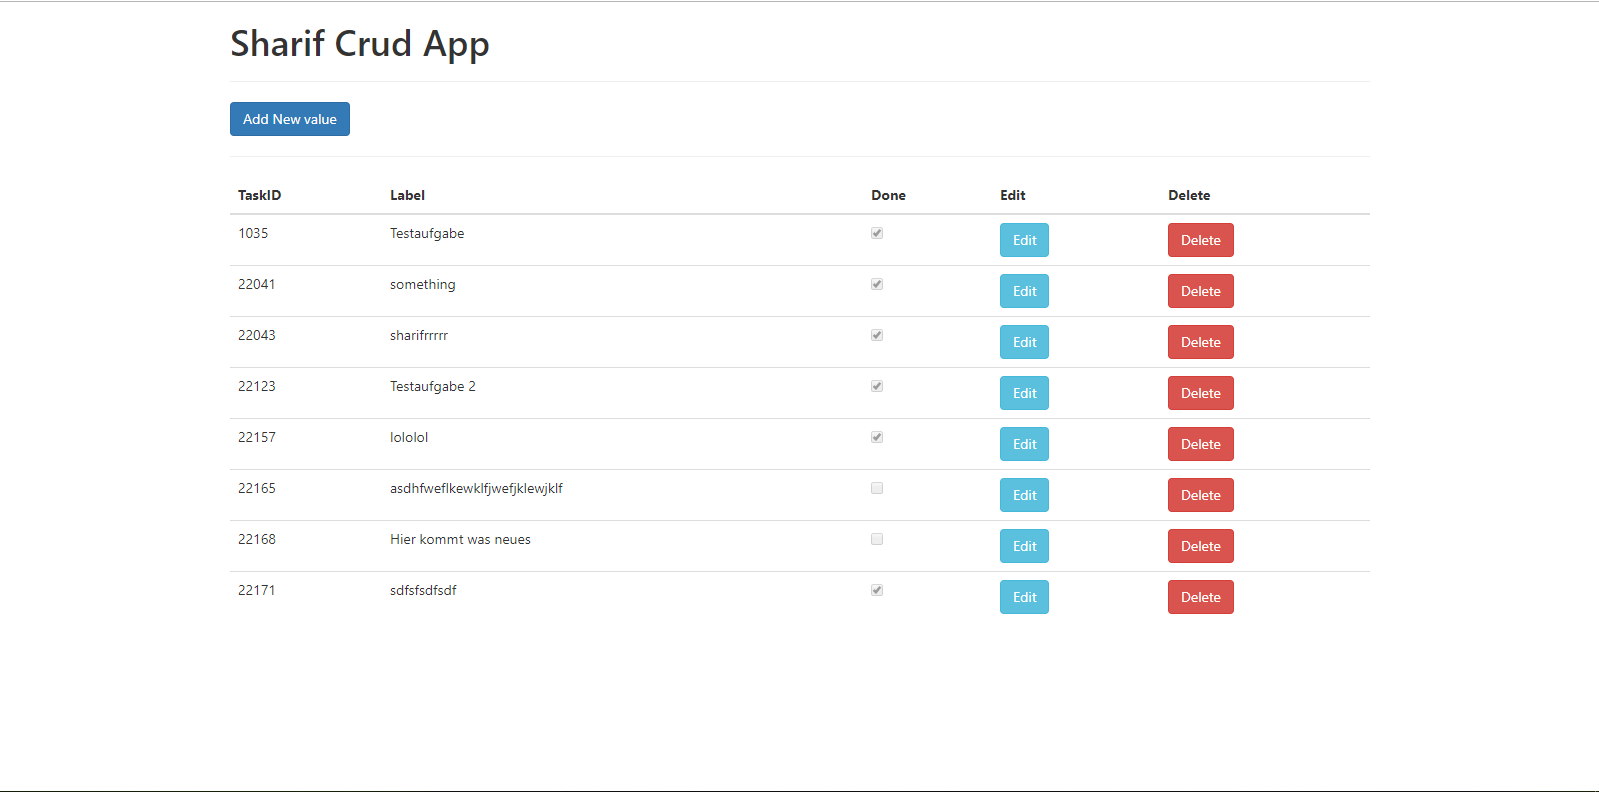 Sharif Crud App
Add New value
TaskID Label Done Edit Delete
1035 Testaufgabe Edit Delete
22041 something Edit Delete
22043 sharifrrrrr Edit Delete
22123 Testaufgabe 2 Edit Delete
22157 lololol Edit Delete
22165 asdhfweflkewklfjwefjklewjklf Edit Delete
22168 Hier kommt was neues Edit Delete
22171 sdfsfsdfsdf Edit Delete